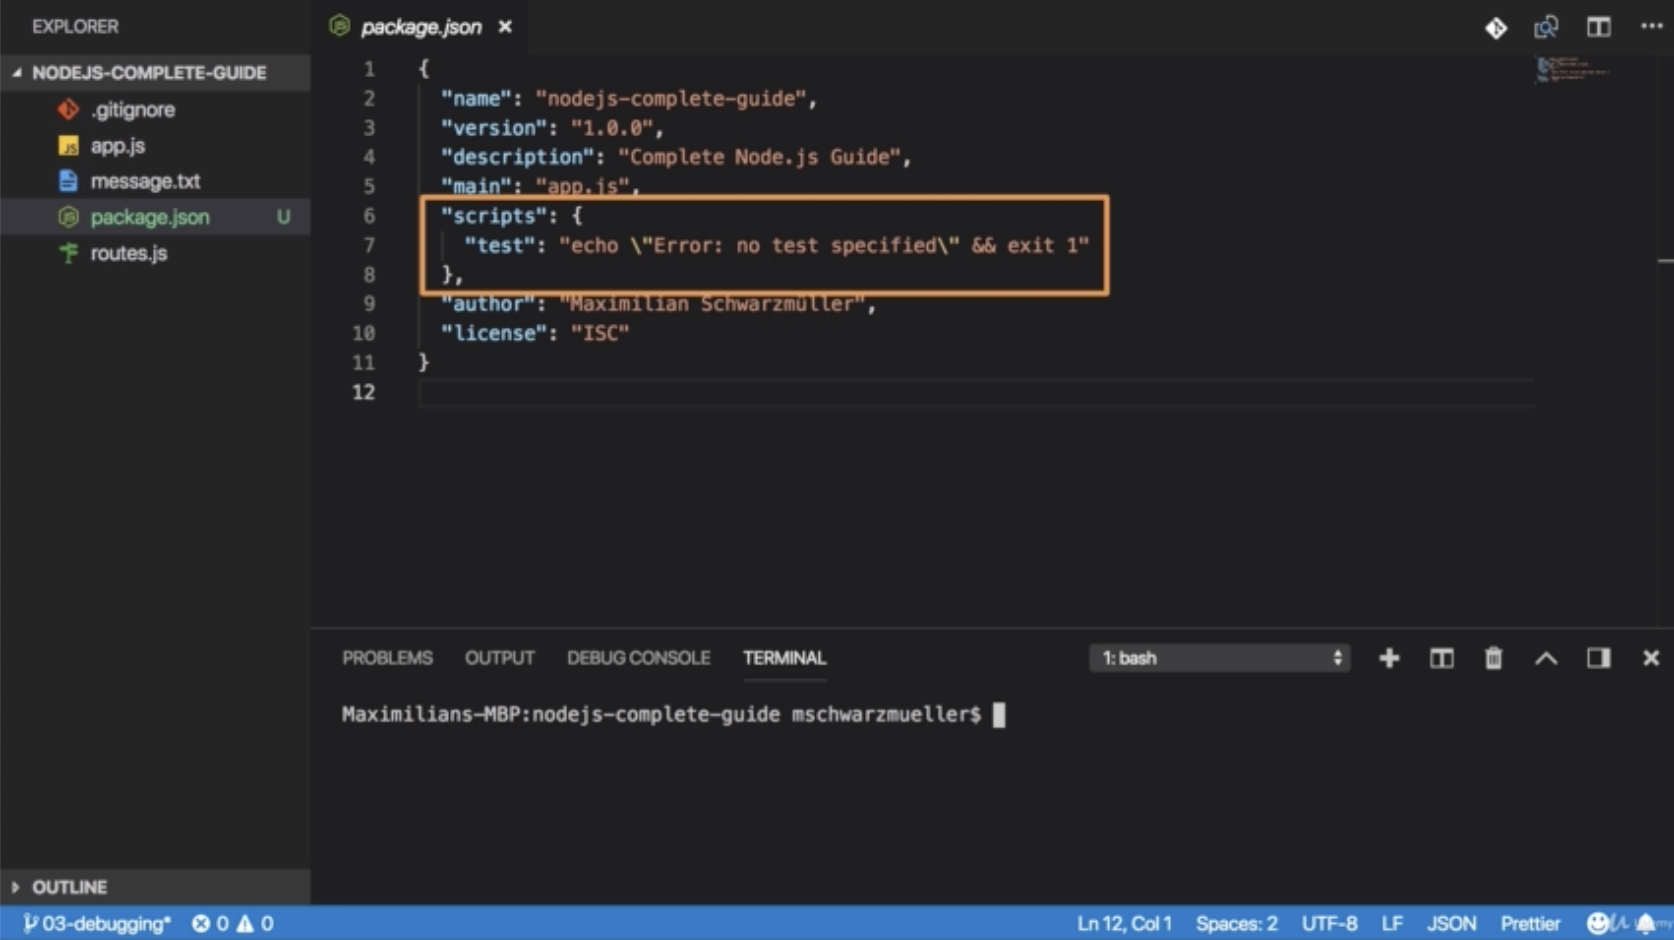 EXPLORER
NODEJS-COMPLETE-GUIDE
.gitignore
app.js
message.txt
package.json U
routes.js
OUTLINE
package.json
1 {
2 "name": "nodejs-complete-guide",
3 "version": "1.0.0",
4 "description": "Complete Node.js Guide",
5 "main": "app.js",
6 "scripts": {
7 "test": "echo \"Error: no test specified\" && exit 1"
8 },
9 "author": "Maximilian Schwarzmüller",
10 "license": "ISC"
11 }
12
PROBLEMS OUTPUT DEBUG CONSOLE TERMINAL 1: bash
Maximilians-MBP:nodejs-complete-guide mschwarzmueller$
03-debugging* 0 0 Ln 12, Col 1 Spaces: 2 UTF-8 LF JSON Prettier